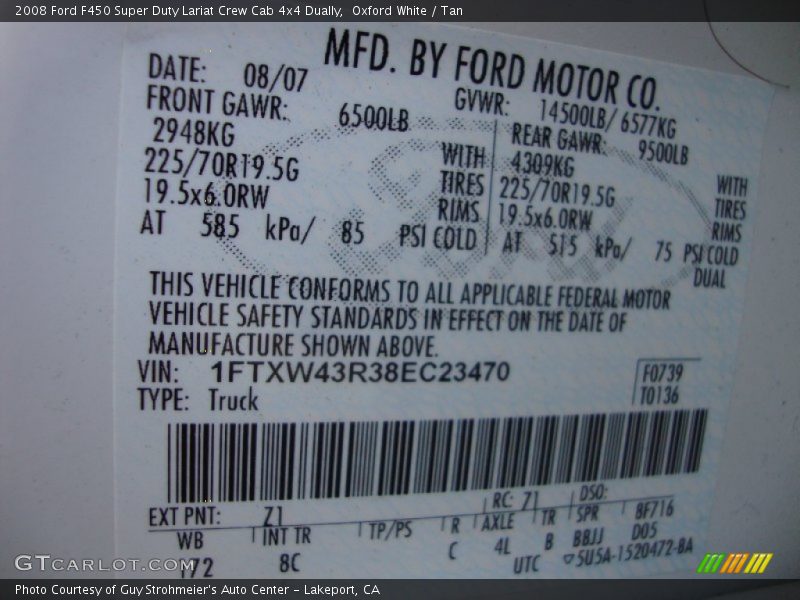 2008 Ford F450 Super Duty Lariat Crew Cab 4x4 Dually,  Oxford White / Tan
MFD. BY FORD MOTOR CO.
DATE: 08/07 GVWR: 14500LB/ 6577KG
FRONT GAWR: 6500LB REAR GAWR: 9500LB
2948KG WITH 4309KG WITH
225/70R19.5G TIRES 225/70R19.5G TIRES
19.5x6.0RW RIMS 19.5x6.0RW RIMS
AT 585 kPa/ 85 PSI COLD AT 515 kPa/ 75 PSI COLD
DUAL
THIS VEHICLE CONFORMS TO ALL APPLICABLE FEDERAL MOTOR
VEHICLE SAFETY STANDARDS IN EFFECT ON THE DATE OF
MANUFACTURE SHOWN ABOVE.
VIN: 1FTXW43R38EC23470 F0739
TYPE: Truck T0136
EXT PNT: Z1 RC: 71 DSO:
WB INT TR TP/PS R AXLE TR SPR BF716
172 8C C 4L B BBJJ D05
UTC ▽5U5A-1520472-BA
GTCARLOT.COM
Photo Courtesy of Guy Strohmeier's Auto Center – Lakeport, CA